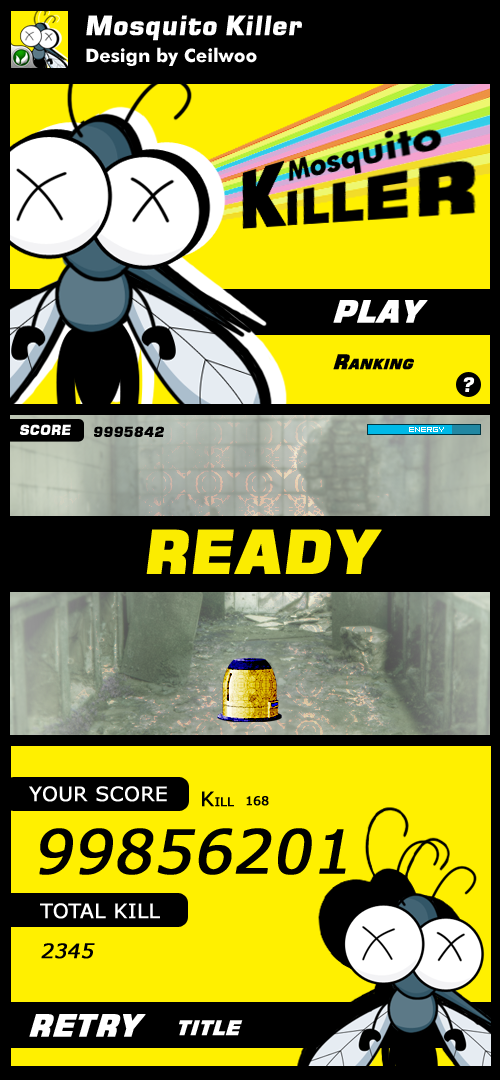 Mosquito Killer
Design by Ceilwoo
Mosquito
KILLER
PLAY
RANKING
?
SCORE 9995842 ENERGY
READY
YOUR SCORE KILL 168
99856201
TOTAL KILL
2345
RETRY TITLE